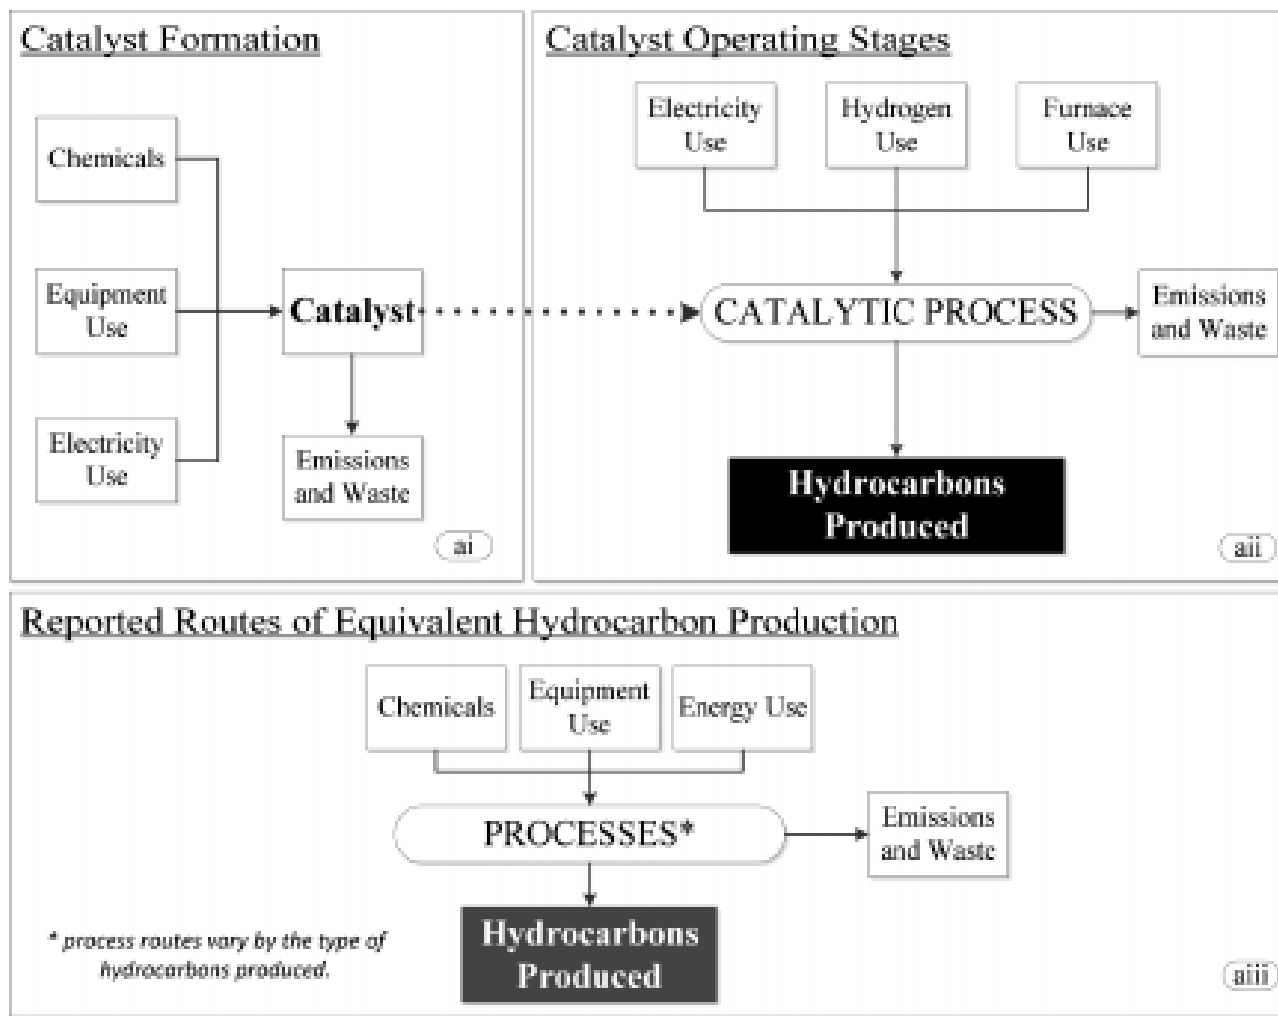 Catalyst Formation
Chemicals
Equipment
Use
Electricity
Use
Catalyst
Emissions
and Waste
ai
Catalyst Operating Stages
Electricity
Use
Hydrogen
Use
Furnace
Use
CATALYTIC PROCESS
Emissions
and Waste
Hydrocarbons
Produced
aii
Reported Routes of Equivalent Hydrocarbon Production
Chemicals
Equipment
Use
Energy Use
PROCESSES*
Emissions
and Waste
Hydrocarbons
Produced
* process routes vary by the type of
hydrocarbons produced.
aiii